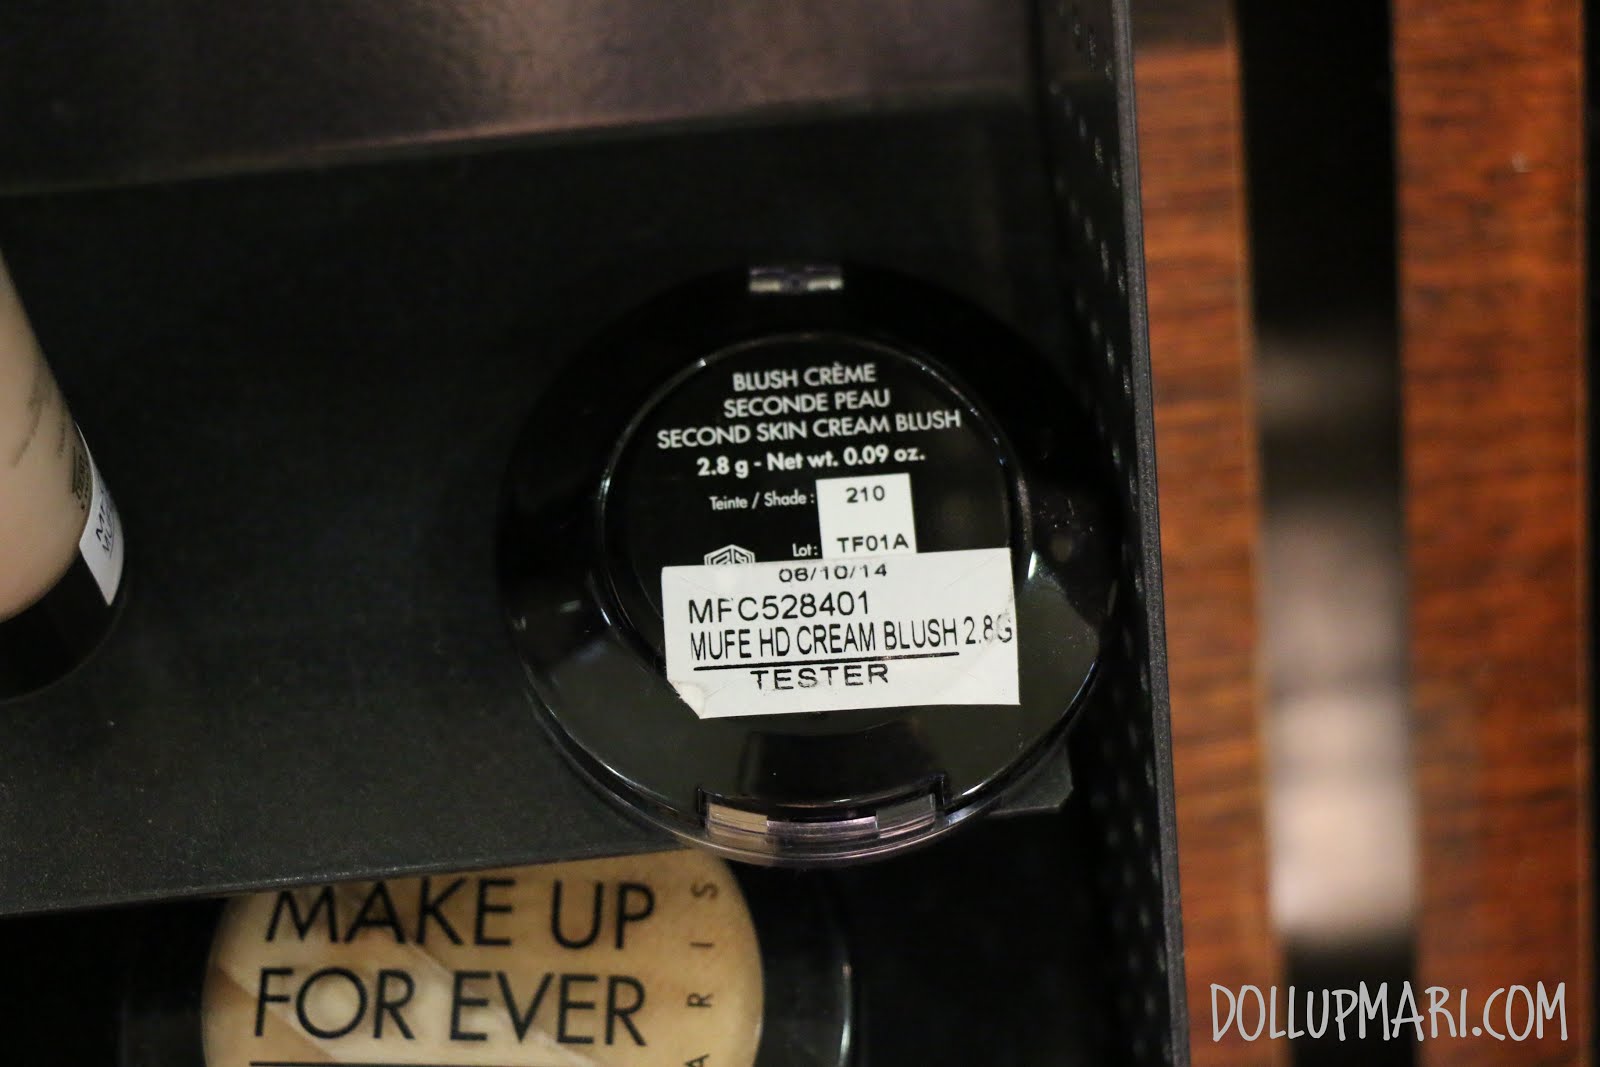 BLUSH CRÈME
SECONDE PEAU
SECOND SKIN CREAM BLUSH
2.8 g - Net wt. 0.09 oz.
Teinte / Shade : 210
Lot: TF01A
06/10/14
MFC528401
MUFE HD CREAM BLUSH 2.8G
TESTER
MAKE UP
FOR EVER
PARIS
DOLLUPMARI.COM